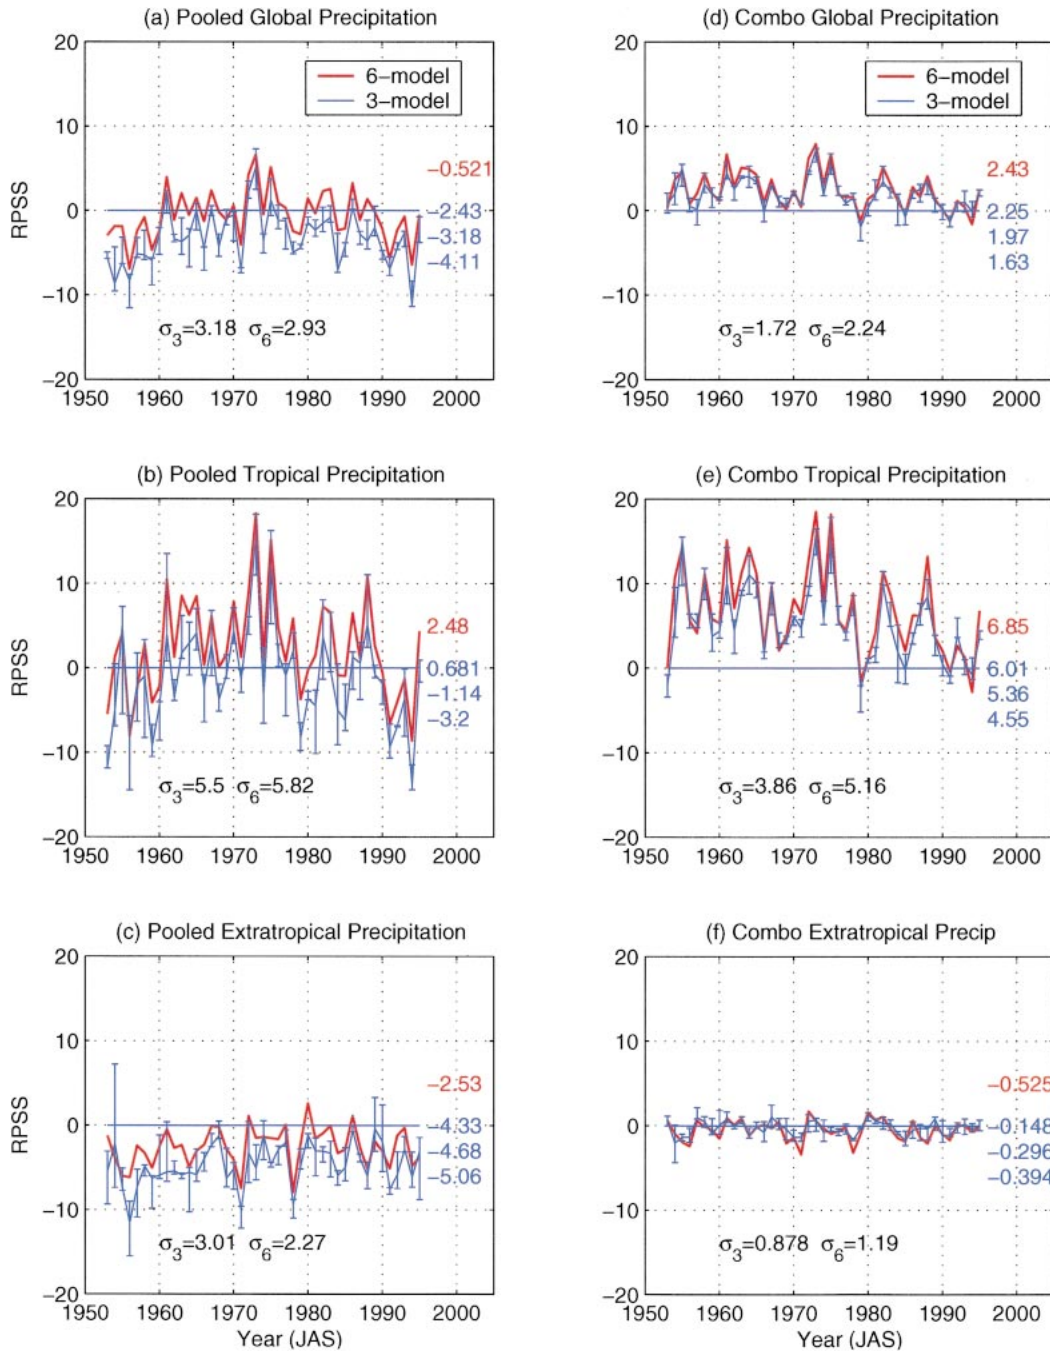 (a) Pooled Global Precipitation
20
10
0
−10
−20
RPSS
6−model
3−model
−0.521
−2.43
−3.18
−4.11
σ3=3.18 σ6=2.93
1950 1960 1970 1980 1990 2000
(d) Combo Global Precipitation
20
10
0
−10
−20
6−model
3−model
2.43
2.25
1.97
1.63
σ3=1.72 σ6=2.24
1950 1960 1970 1980 1990 2000
(b) Pooled Tropical Precipitation
20
10
0
−10
−20
RPSS
2.48
0.681
−1.14
−3.2
σ3=5.5 σ6=5.82
1950 1960 1970 1980 1990 2000
(e) Combo Tropical Precipitation
20
10
0
−10
−20
6.85
6.01
5.36
4.55
σ3=3.86 σ6=5.16
1950 1960 1970 1980 1990 2000
(c) Pooled Extratropical Precipitation
20
10
0
−10
−20
RPSS
−2.53
−4.33
−4.68
−5.06
σ3=3.01 σ6=2.27
1950 1960 1970 1980 1990 2000
Year (JAS)
(f) Combo Extratropical Precip
20
10
0
−10
−20
−0.525
−0.148
−0.296
−0.394
σ3=0.878 σ6=1.19
1950 1960 1970 1980 1990 2000
Year (JAS)